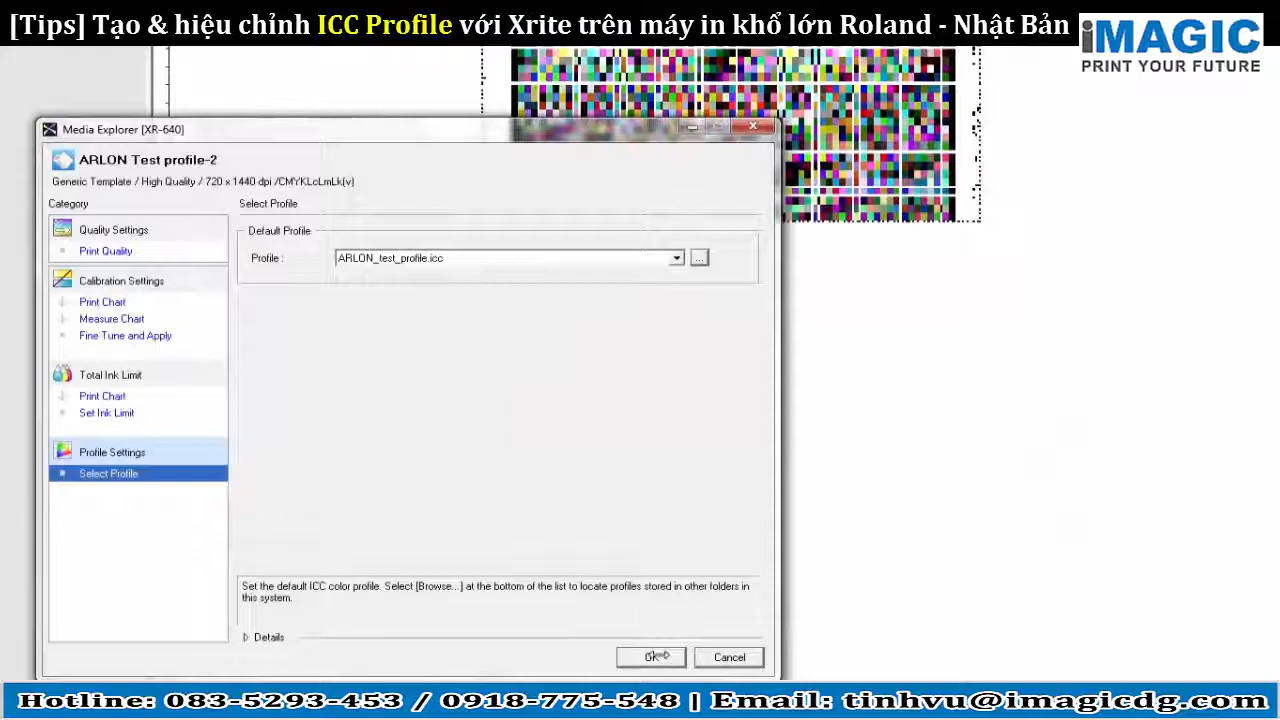 [Tips] Tạo & hiệu chỉnh ICC Profile với Xrite trên máy in khổ lớn Roland - Nhật Bản
iMAGIC
PRINT YOUR FUTURE
Media Explorer [XR-640]
ARLON Test profile-2
Generic Template / High Quality / 720 x 1440 dpi /CMYKLcLmLk(v)
Category
Select Profile
Quality Settings
Print Quality
Calibration Settings
Print Chart
Measure Chart
Fine Tune and Apply
Total Ink Limit
Print Chart
Set Ink Limit
Profile Settings
Select Profile
Default Profile
Profile :
ARLON_test_profile.icc
...
Set the default ICC color profile. Select [Browse...] at the bottom of the list to locate profiles stored in other folders in
this system.
Details
OK
Cancel
Hotline: 083-5293-453 / 0918-775-548 | Email: tinhvu@imagicdg.com